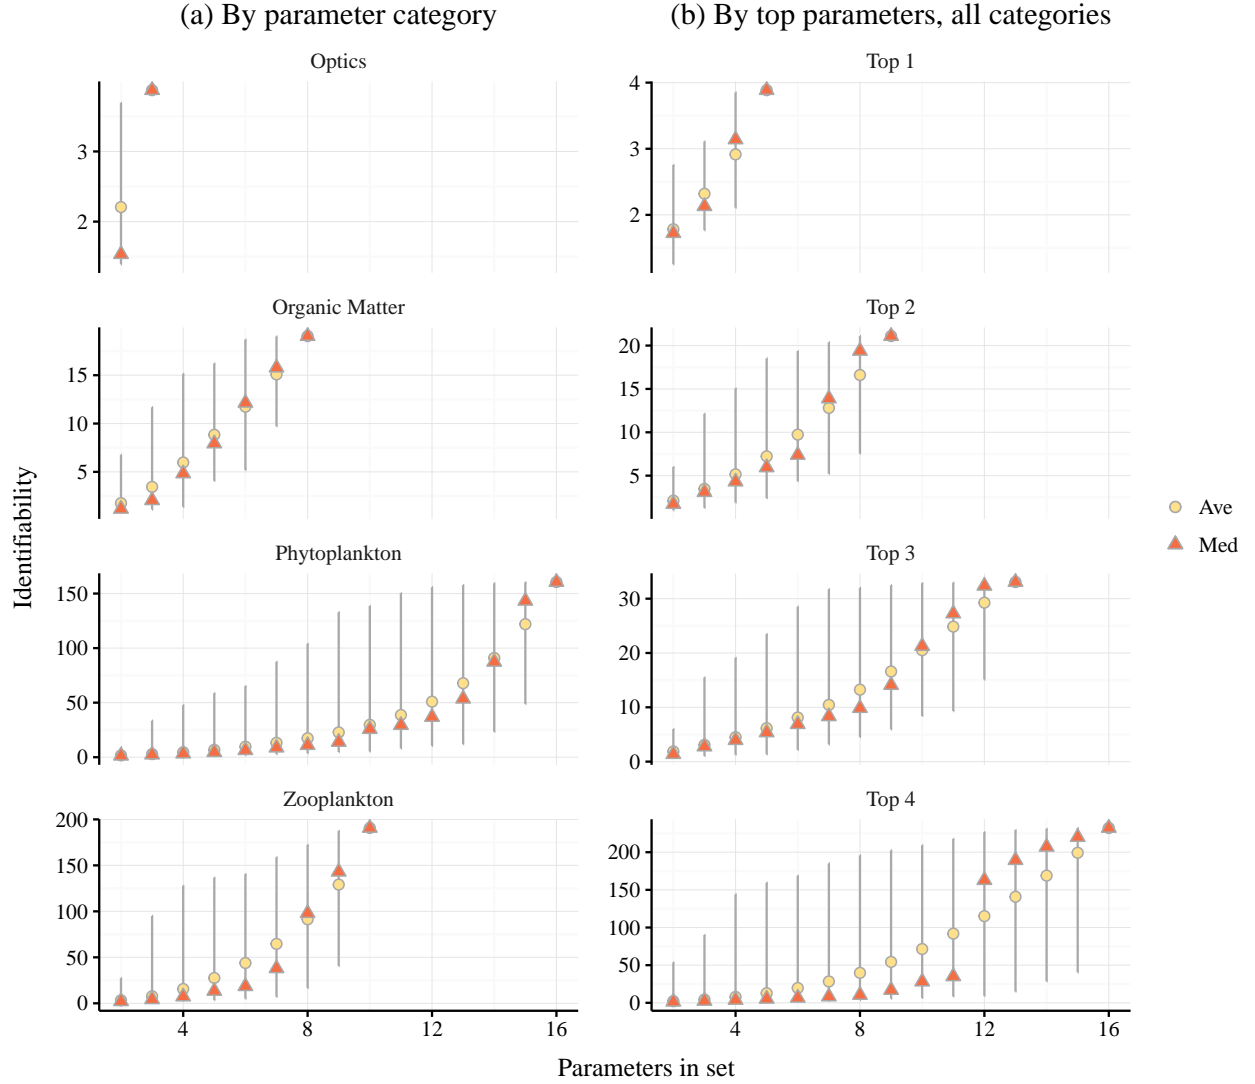 (a) By parameter category
(b) By top parameters, all categories
Optics
3
2
Top 1
4
3
2
Organic Matter
15
10
5
Top 2
20
15
10
5
Phytoplankton
150
100
50
0
Top 3
30
20
10
0
Zooplankton
200
150
100
50
0
4
8
12
16
Top 4
200
150
100
50
0
4
8
12
16
Identifiability
Parameters in set
Ave
Med